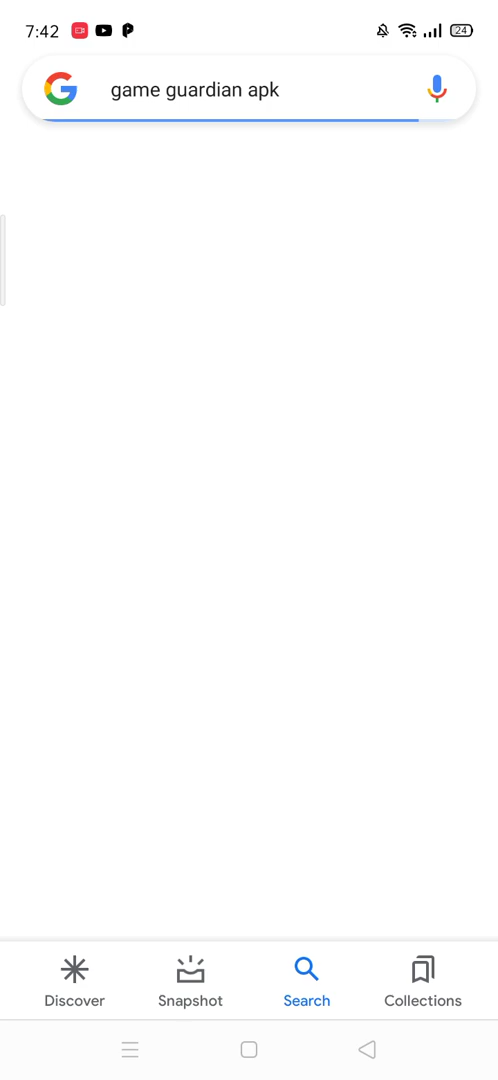 7:42
24
game guardian apk
Discover
Snapshot
Search
Collections